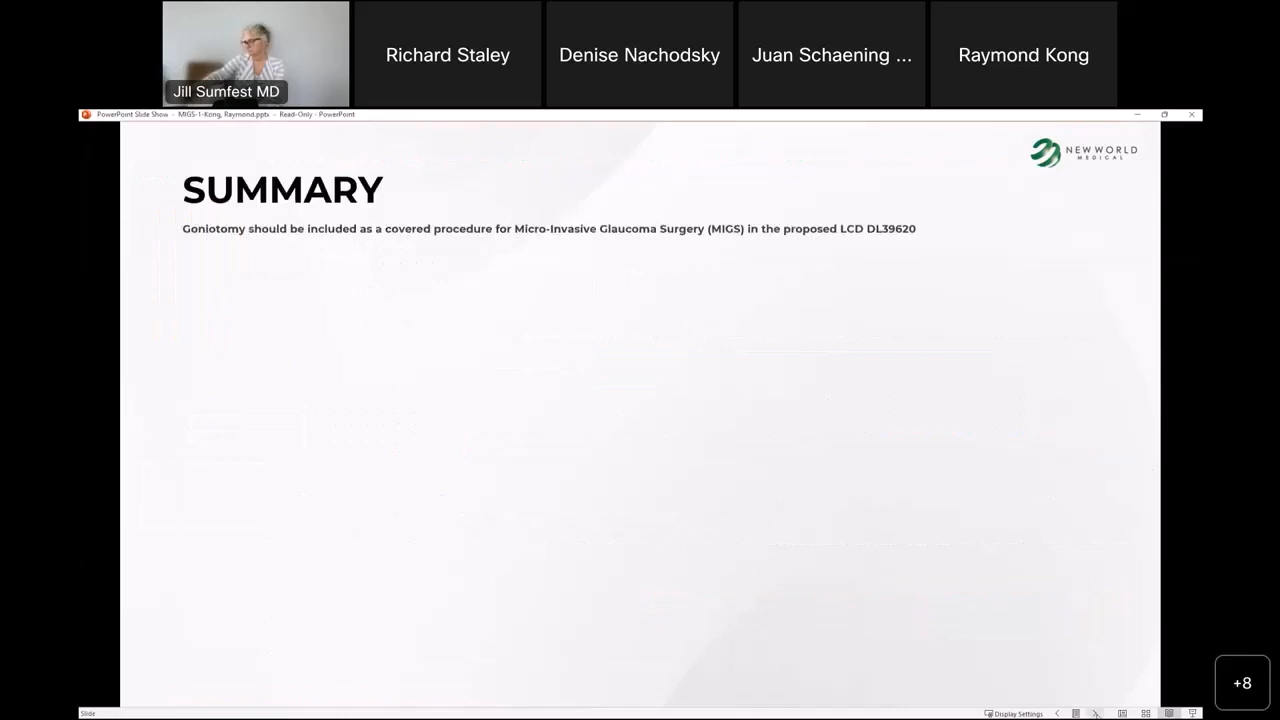 Jill Sumfest MD
Richard Staley
Denise Nachodsky
Juan Schaening ...
Raymond Kong
PowerPoint Slide Show - MIGS-1-Kong, Raymond.pptx - Read-Only - PowerPoint
NEW WORLD
MEDICAL
SUMMARY
Goniotomy should be included as a covered procedure for Micro-Invasive Glaucoma Surgery (MIGS) in the proposed LCD DL39620
+8
Slide
Display Settings